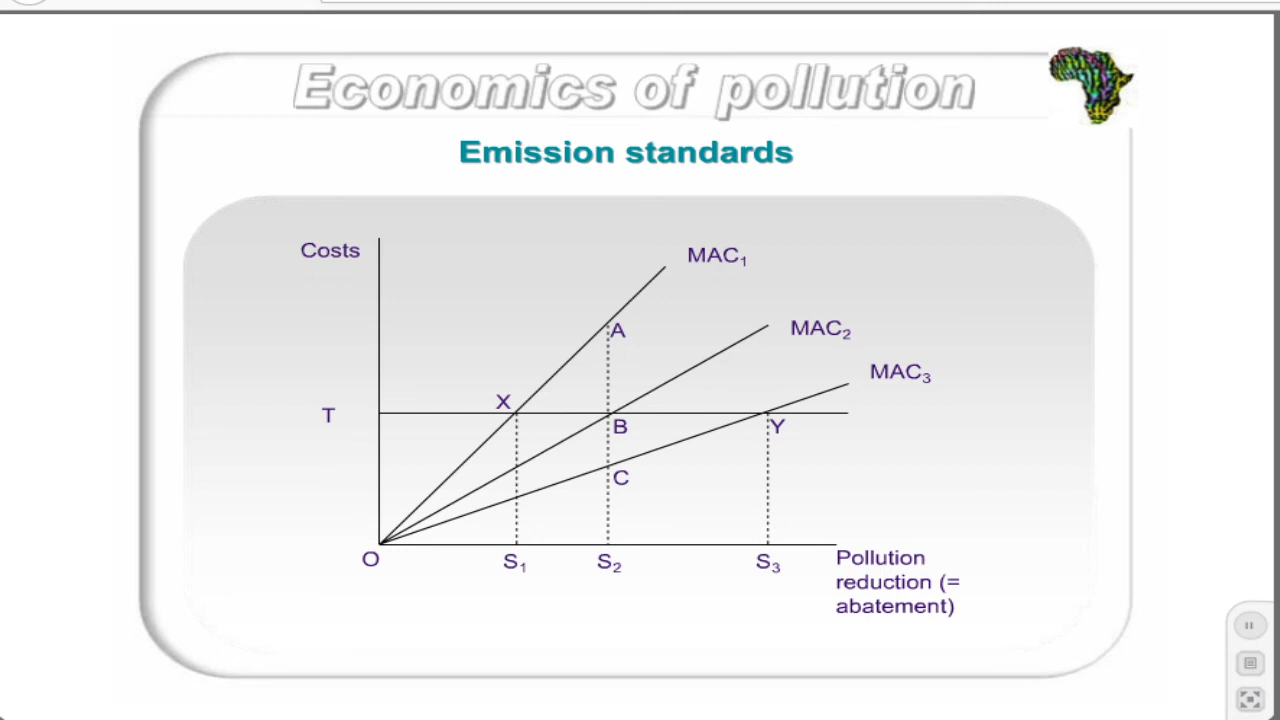 Economics of pollution
Emission standards
Costs
MAC₁
A
MAC₂
MAC₃
X
T
B
Y
C
O
S₁
S₂
S₃
Pollution
reduction (=
abatement)